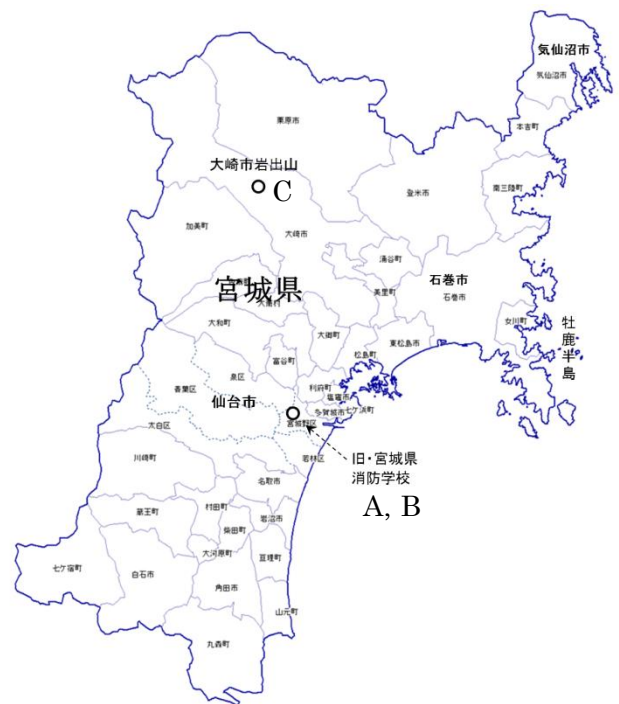 気仙沼市
気仙沼市
本吉町
栗原市
大崎市岩出山
C
登米市
南三陸町
加美町
大崎市
涌谷町
石巻市
石巻市
美里町
宮城県
女川町
牡鹿半島
大和町
大郷町
東松島市
松島町
富谷町
泉区
利府町
塩竈市
青葉区
仙台市
多賀城市
七ケ浜町
宮城野区
太白区
若林区
旧・宮城県
消防学校
A, B
川崎町
名取市
村田町
岩沼市
蔵王町
柴田町
大河原町
亘理町
七ケ宿町
白石市
角田市
山元町
丸森町